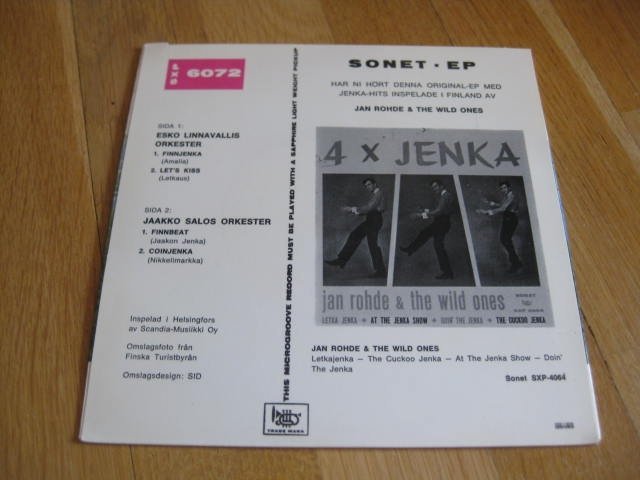 SXP 6072
SIDA 1:
ESKO LINNAVALLIS
ORKESTER
1. FINNJENKA
(Amalia)
2. LET'S KISS
(Letkaus)
SIDA 2:
JAAKKO SALOS ORKESTER
1. FINNBEAT
(Jaakon Jenka)
2. COINJENKA
(Nikkelimarkka)
Inspelad i Helsingfors
av Scandia-Musiikki Oy
Omslagsfoto från
Finska Turistbyrån
Omslagsdesign: SID
THIS MICROGROOVE RECORD MUST BE PLAYED WITH A SAPPHIRE LIGHT WEIGHT PICKUP
TRADE MARK
SONET · EP
HAR NI HÖRT DENNA ORIGINAL-EP MED
JENKA-HITS INSPELADE I FINLAND AV
JAN ROHDE & THE WILD ONES
4 x JENKA
jan rohde & the wild ones
SONET
LETKA JENKA + AT THE JENKA SHOW + DOIN' THE JENKA + THE CUCKOO JENKA
JAN ROHDE & THE WILD ONES
Letkajenka – The Cuckoo Jenka – At The Jenka Show – Doin'
The Jenka
Sonet SXP-4064